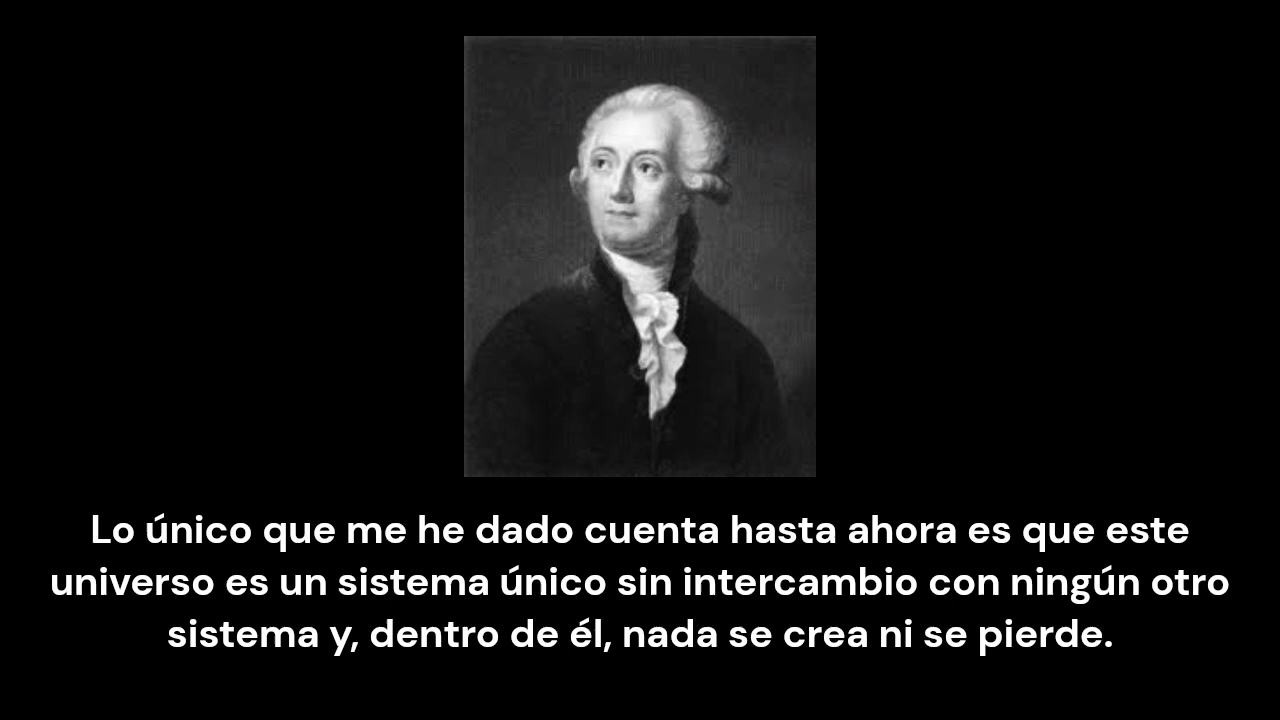 Lo único que me he dado cuenta hasta ahora es que este
universo es un sistema único sin intercambio con ningún otro
sistema y, dentro de él, nada se crea ni se pierde.